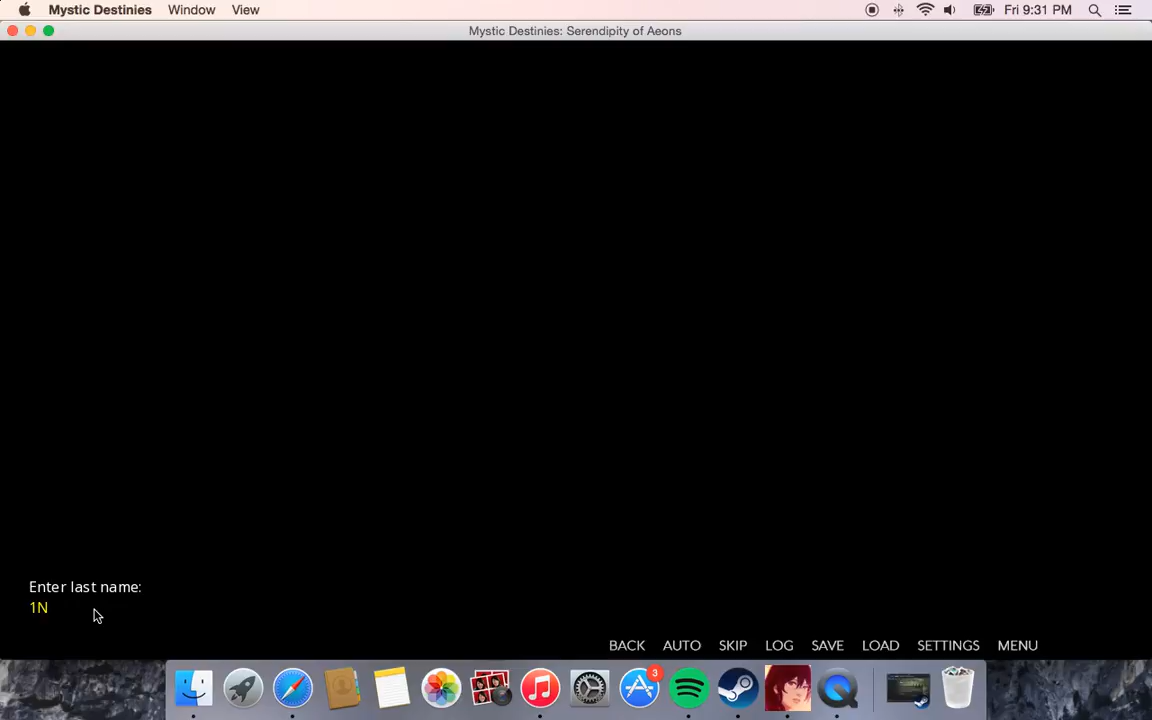 Mystic Destinies Window View Fri 9:31 PM
Mystic Destinies: Serendipity of Aeons
Enter last name:
1N
BACK AUTO SKIP LOG SAVE LOAD SETTINGS MENU
3